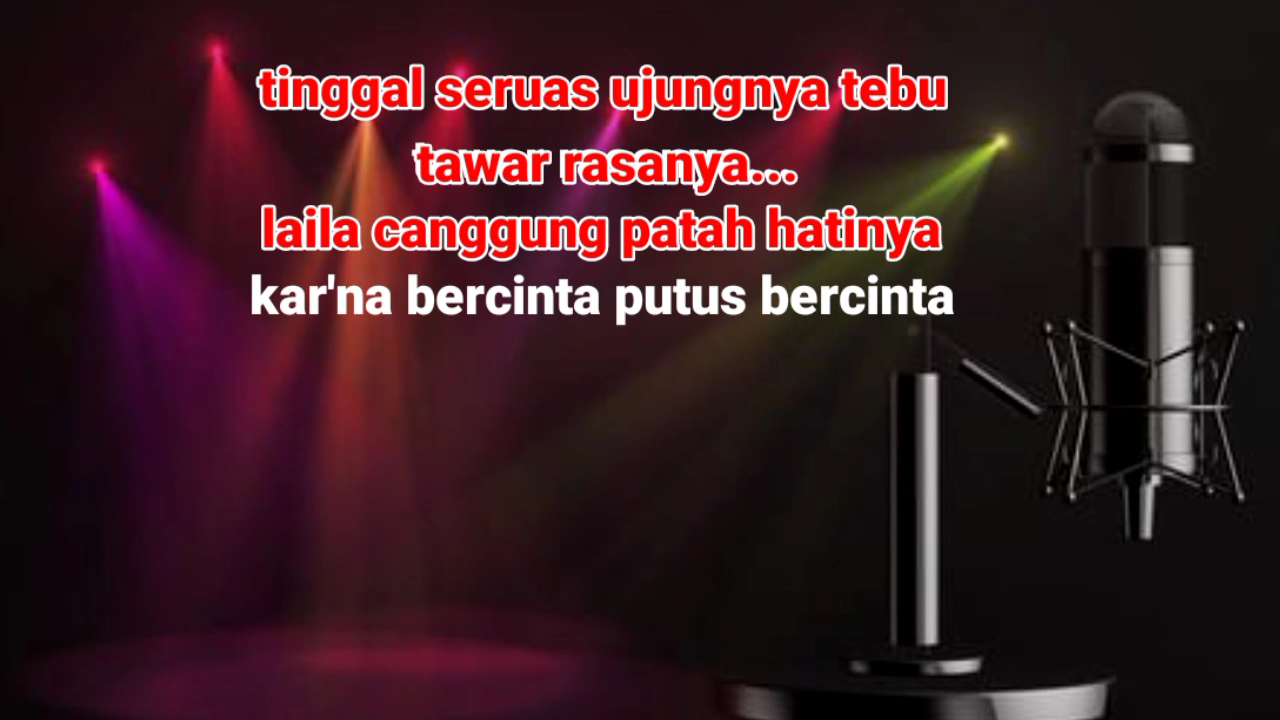 tinggal seruas ujungnya tebu
tawar rasanya...
laila canggung patah hatinya
kar'na bercinta putus bercinta